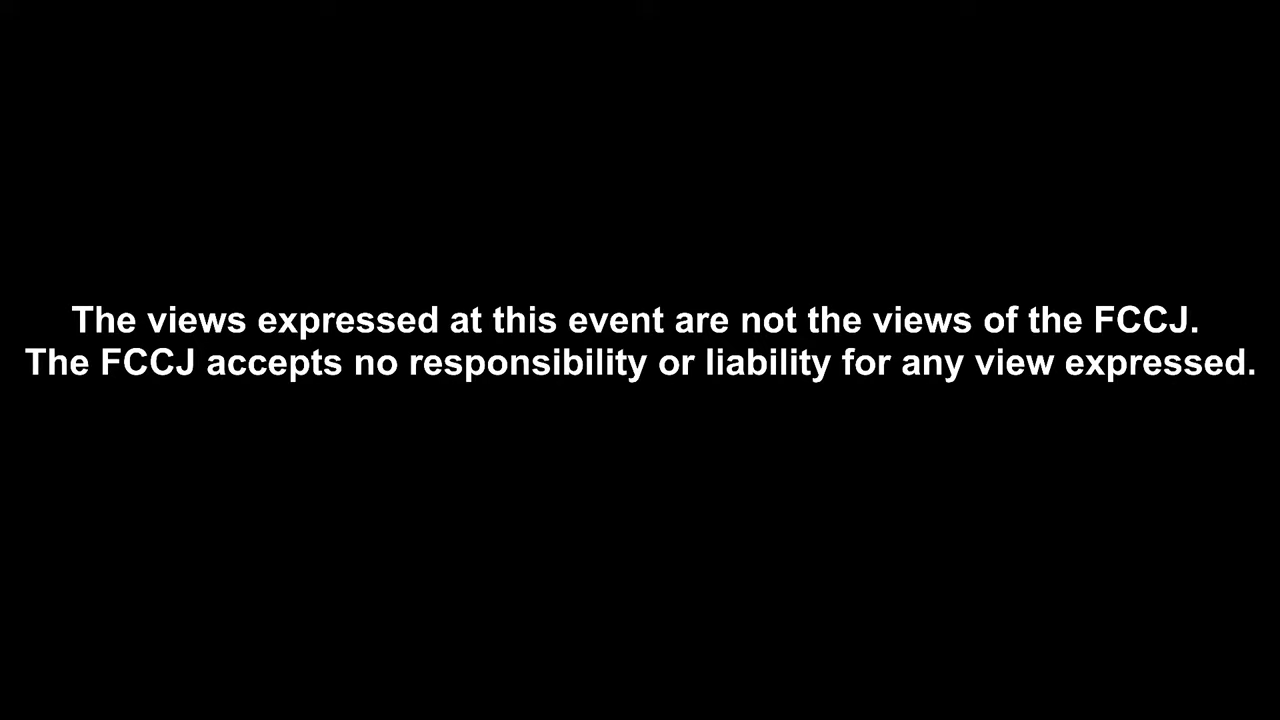 The views expressed at this event are not the views of the FCCJ.
The FCCJ accepts no responsibility or liability for any view expressed.